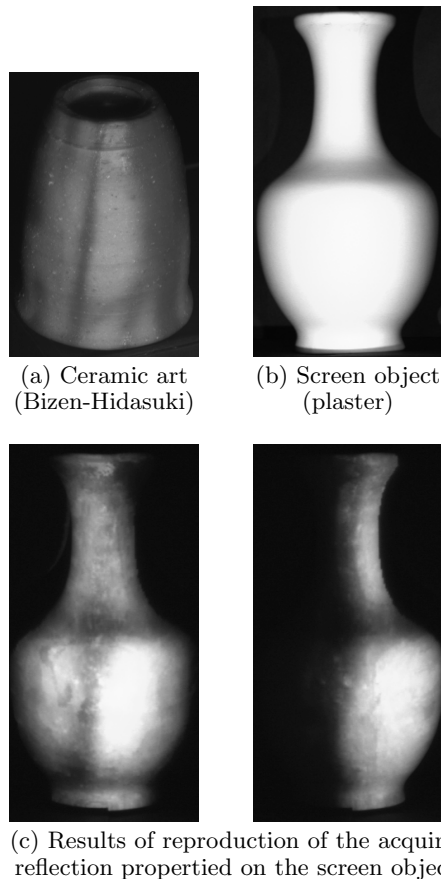 (a) Ceramic art
(Bizen-Hidasuki)
(b) Screen object
(plaster)
(c) Results of reproduction of the acquir
reflection propertied on the screen objec